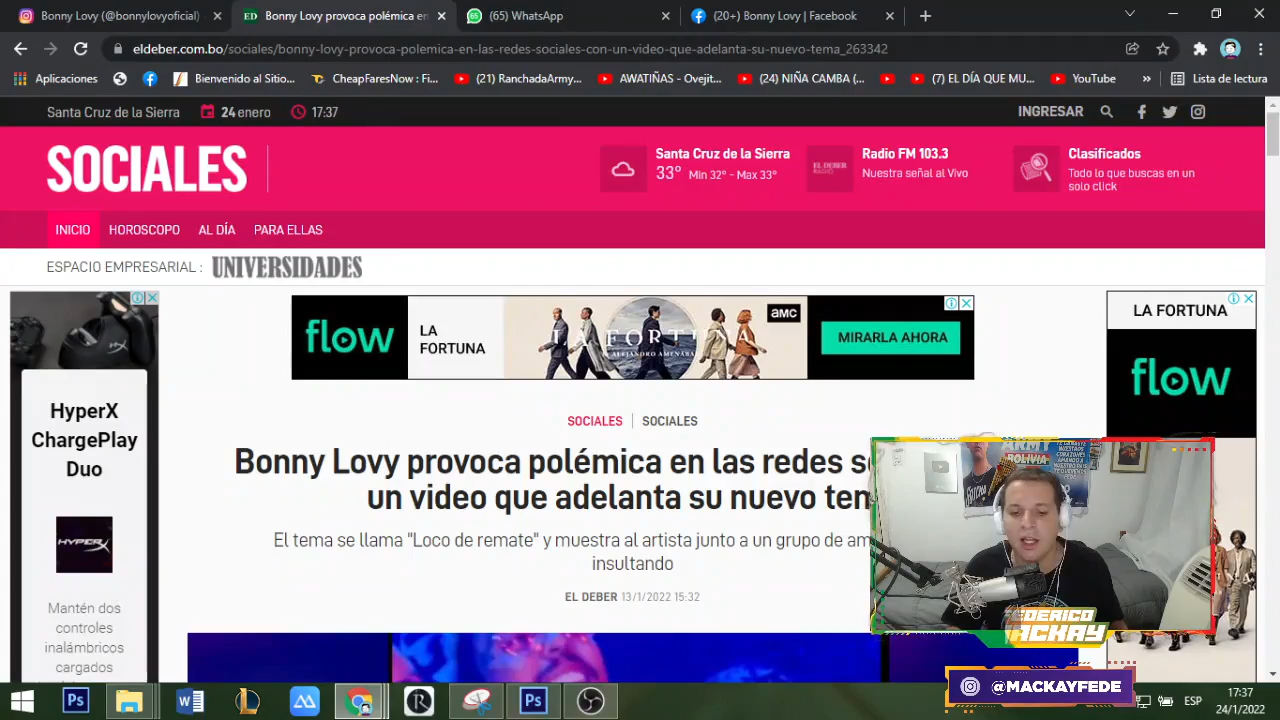 Bonny Lovy (@bonnylovyoficial)
Bonny Lovy provoca polémica en
(65) WhatsApp
(20+) Bonny Lovy | Facebook
eldeber.com.bo/sociales/bonny-lovy-provoca-polemica-en-las-redes-sociales-con-un-video-que-adelanta-su-nuevo-tema_263342
Aplicaciones
Bienvenido al Sitio...
CheapFaresNow : Fi...
(21) RanchadaArmy...
AWATIÑAS - Ovejit...
(24) NIÑA CAMBA (...
(7) EL DÍA QUE MU...
YouTube
»
Lista de lectura
Santa Cruz de la Sierra
24 enero
17:37
INGRESAR
SOCIALES
Santa Cruz de la Sierra
33° Min 32° - Max 33°
EL DEBER
RADIO
Radio FM 103.3
Nuestra señal al Vivo
Clasificados
Todo lo que buscas en un
solo click
INICIO
HOROSCOPO
AL DÍA
PARA ELLAS
ESPACIO EMPRESARIAL :
UNIVERSIDADES
flow
LA
FORTUNA
LA FORTUNA
amc
MIRARLA AHORA
LA FORTUNA
flow
HyperX
ChargePlay
Duo
HYPERX
Mantén dos
controles
inalámbricos
cargados
SOCIALES | SOCIALES
Bonny Lovy provoca polémica en las redes
un video que adelanta su nuevo
El tema se llama "Loco de remate" y muestra al artista junto a un grupo de
insultando
EL DEBER 13/1/2022 15:32
ARMY
BOLIVIA
@MACKAYFEDE
ESP
17:37
24/1/2022